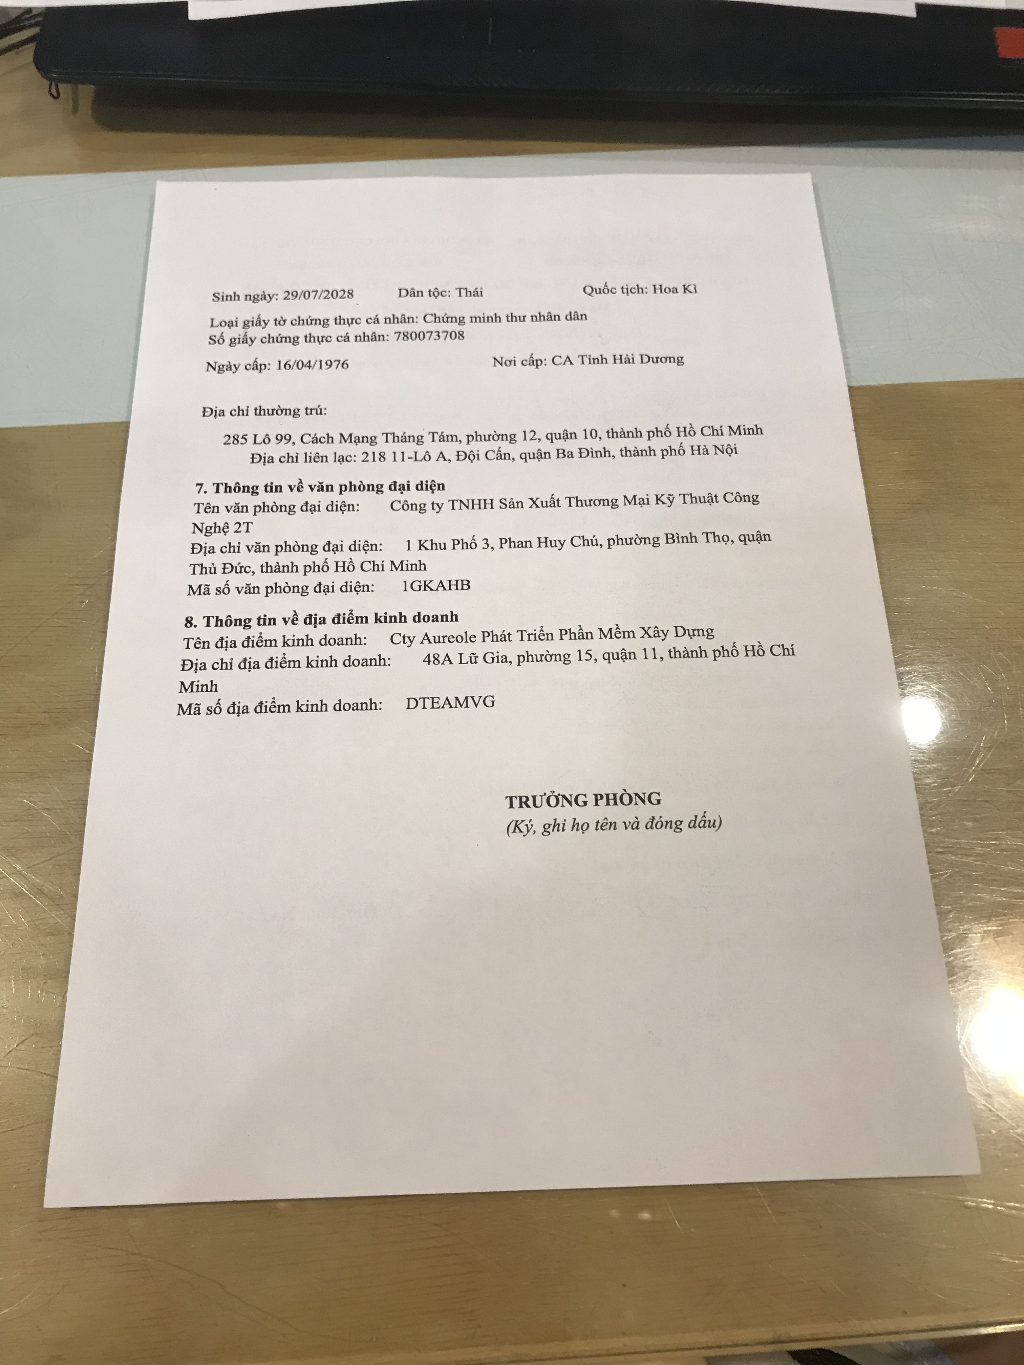 Sinh ngày: 29/07/2028 Dân tộc: Thái Quốc tịch: Hoa Kì
Loại giấy tờ chứng thực cá nhân: Chứng minh thư nhân dân
Số giấy chứng thực cá nhân: 780073708
Ngày cấp: 16/04/1976 Nơi cấp: CA Tỉnh Hải Dương
Địa chỉ thường trú:
285 Lô 99, Cách Mạng Tháng Tám, phường 12, quận 10, thành phố Hồ Chí Minh
Địa chỉ liên lạc: 218 11-Lô A, Đội Cấn, quận Ba Đình, thành phố Hà Nội
7. Thông tin về văn phòng đại diện
Tên văn phòng đại diện: Công ty TNHH Sản Xuất Thương Mại Kỹ Thuật Công
Nghệ 2T
Địa chỉ văn phòng đại diện: 1 Khu Phố 3, Phan Huy Chú, phường Bình Thọ, quận
Thủ Đức, thành phố Hồ Chí Minh
Mã số văn phòng đại diện: 1GKAHB
8. Thông tin về địa điểm kinh doanh
Tên địa điểm kinh doanh: Cty Aureole Phát Triển Phần Mềm Xây Dựng
Địa chỉ địa điểm kinh doanh: 48A Lữ Gia, phường 15, quận 11, thành phố Hồ Chí
Minh
Mã số địa điểm kinh doanh: DTEAMVG
TRƯỞNG PHÒNG
(Ký, ghi họ tên và đóng dấu)